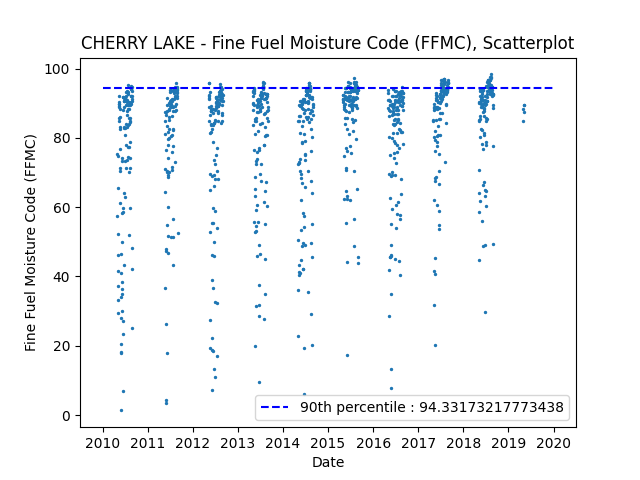 CHERRY LAKE - Fine Fuel Moisture Code (FFMC), Scatterplot
Fine Fuel Moisture Code (FFMC)
100
80
60
40
20
0
90th percentile : 94.33173217773438
2010 2011 2012 2013 2014 2015 2016 2017 2018 2019 2020
Date